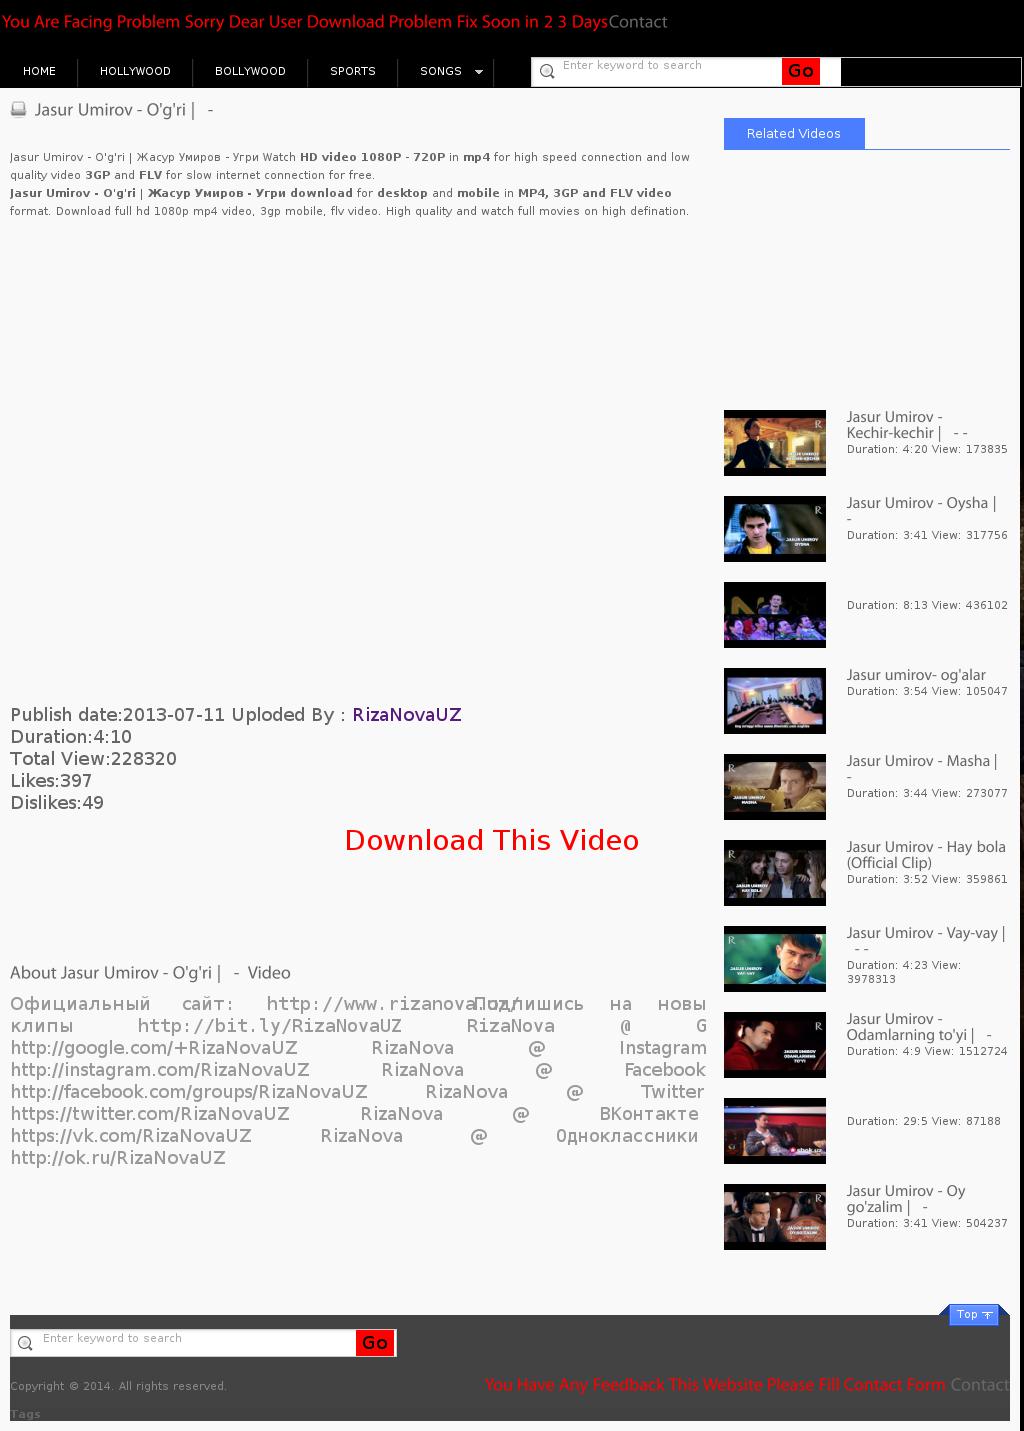 You Are Facing Problem Sorry Dear User Download Problem Fix Soon in 2 3 DaysContact
HOME HOLLYWOOD BOLLYWOOD SPORTS SONGS Enter keyword to search Go
Jasur Umirov - O'g'ri | -
Jasur Umirov - O'g'ri | Жасур Умиров - Угри Watch HD video 1080P - 720P in mp4 for high speed connection and low
quality video 3GP and FLV for slow internet connection for free.
Jasur Umirov - O'g'ri | Жасур Умиров - Угри download for desktop and mobile in MP4, 3GP and FLV video
format. Download full hd 1080p mp4 video, 3gp mobile, flv video. High quality and watch full movies on high defination.
Publish date:2013-07-11 Uploded By : RizaNovaUZ
Duration:4:10
Total View:228320
Likes:397
Dislikes:49
Download This Video
About Jasur Umirov - O'g'ri | - Video
Официальный сайт: http://www.rizanova.uz/ Подпишись на новы
клипы http://bit.ly/RizaNovaUZ RizaNova @ G
http://google.com/+RizaNovaUZ RizaNova @ Instagram
http://instagram.com/RizaNovaUZ RizaNova @ Facebook
http://facebook.com/groups/RizaNovaUZ RizaNova @ Twitter
https://twitter.com/RizaNovaUZ RizaNova @ ВКонтакте
https://vk.com/RizaNovaUZ RizaNova @ Одноклассники
http://ok.ru/RizaNovaUZ
Related Videos
Jasur Umirov -
Kechir-kechir | - -
Duration: 4:20 View: 173835
Jasur Umirov - Oysha |
-
Duration: 3:41 View: 317756
Duration: 8:13 View: 436102
Jasur umirov- og'alar
Duration: 3:54 View: 105047
Jasur Umirov - Masha |
-
Duration: 3:44 View: 273077
Jasur Umirov - Hay bola
(Official Clip)
Duration: 3:52 View: 359861
Jasur Umirov - Vay-vay |
- -
Duration: 4:23 View:
3978313
Jasur Umirov -
Odamlarning to'yi | -
Duration: 4:9 View: 1512724
Duration: 29:5 View: 87188
Jasur Umirov - Oy
go'zalim | -
Duration: 3:41 View: 504237
Top
Enter keyword to search Go
Copyright © 2014. All rights reserved.
You Have Any Feedback This Website Please Fill Contact Form Contact
Tags